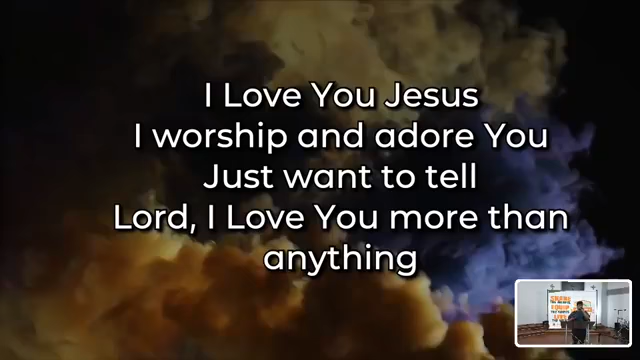 I Love You Jesus
I worship and adore You
Just want to tell
Lord, I Love You more than
anything